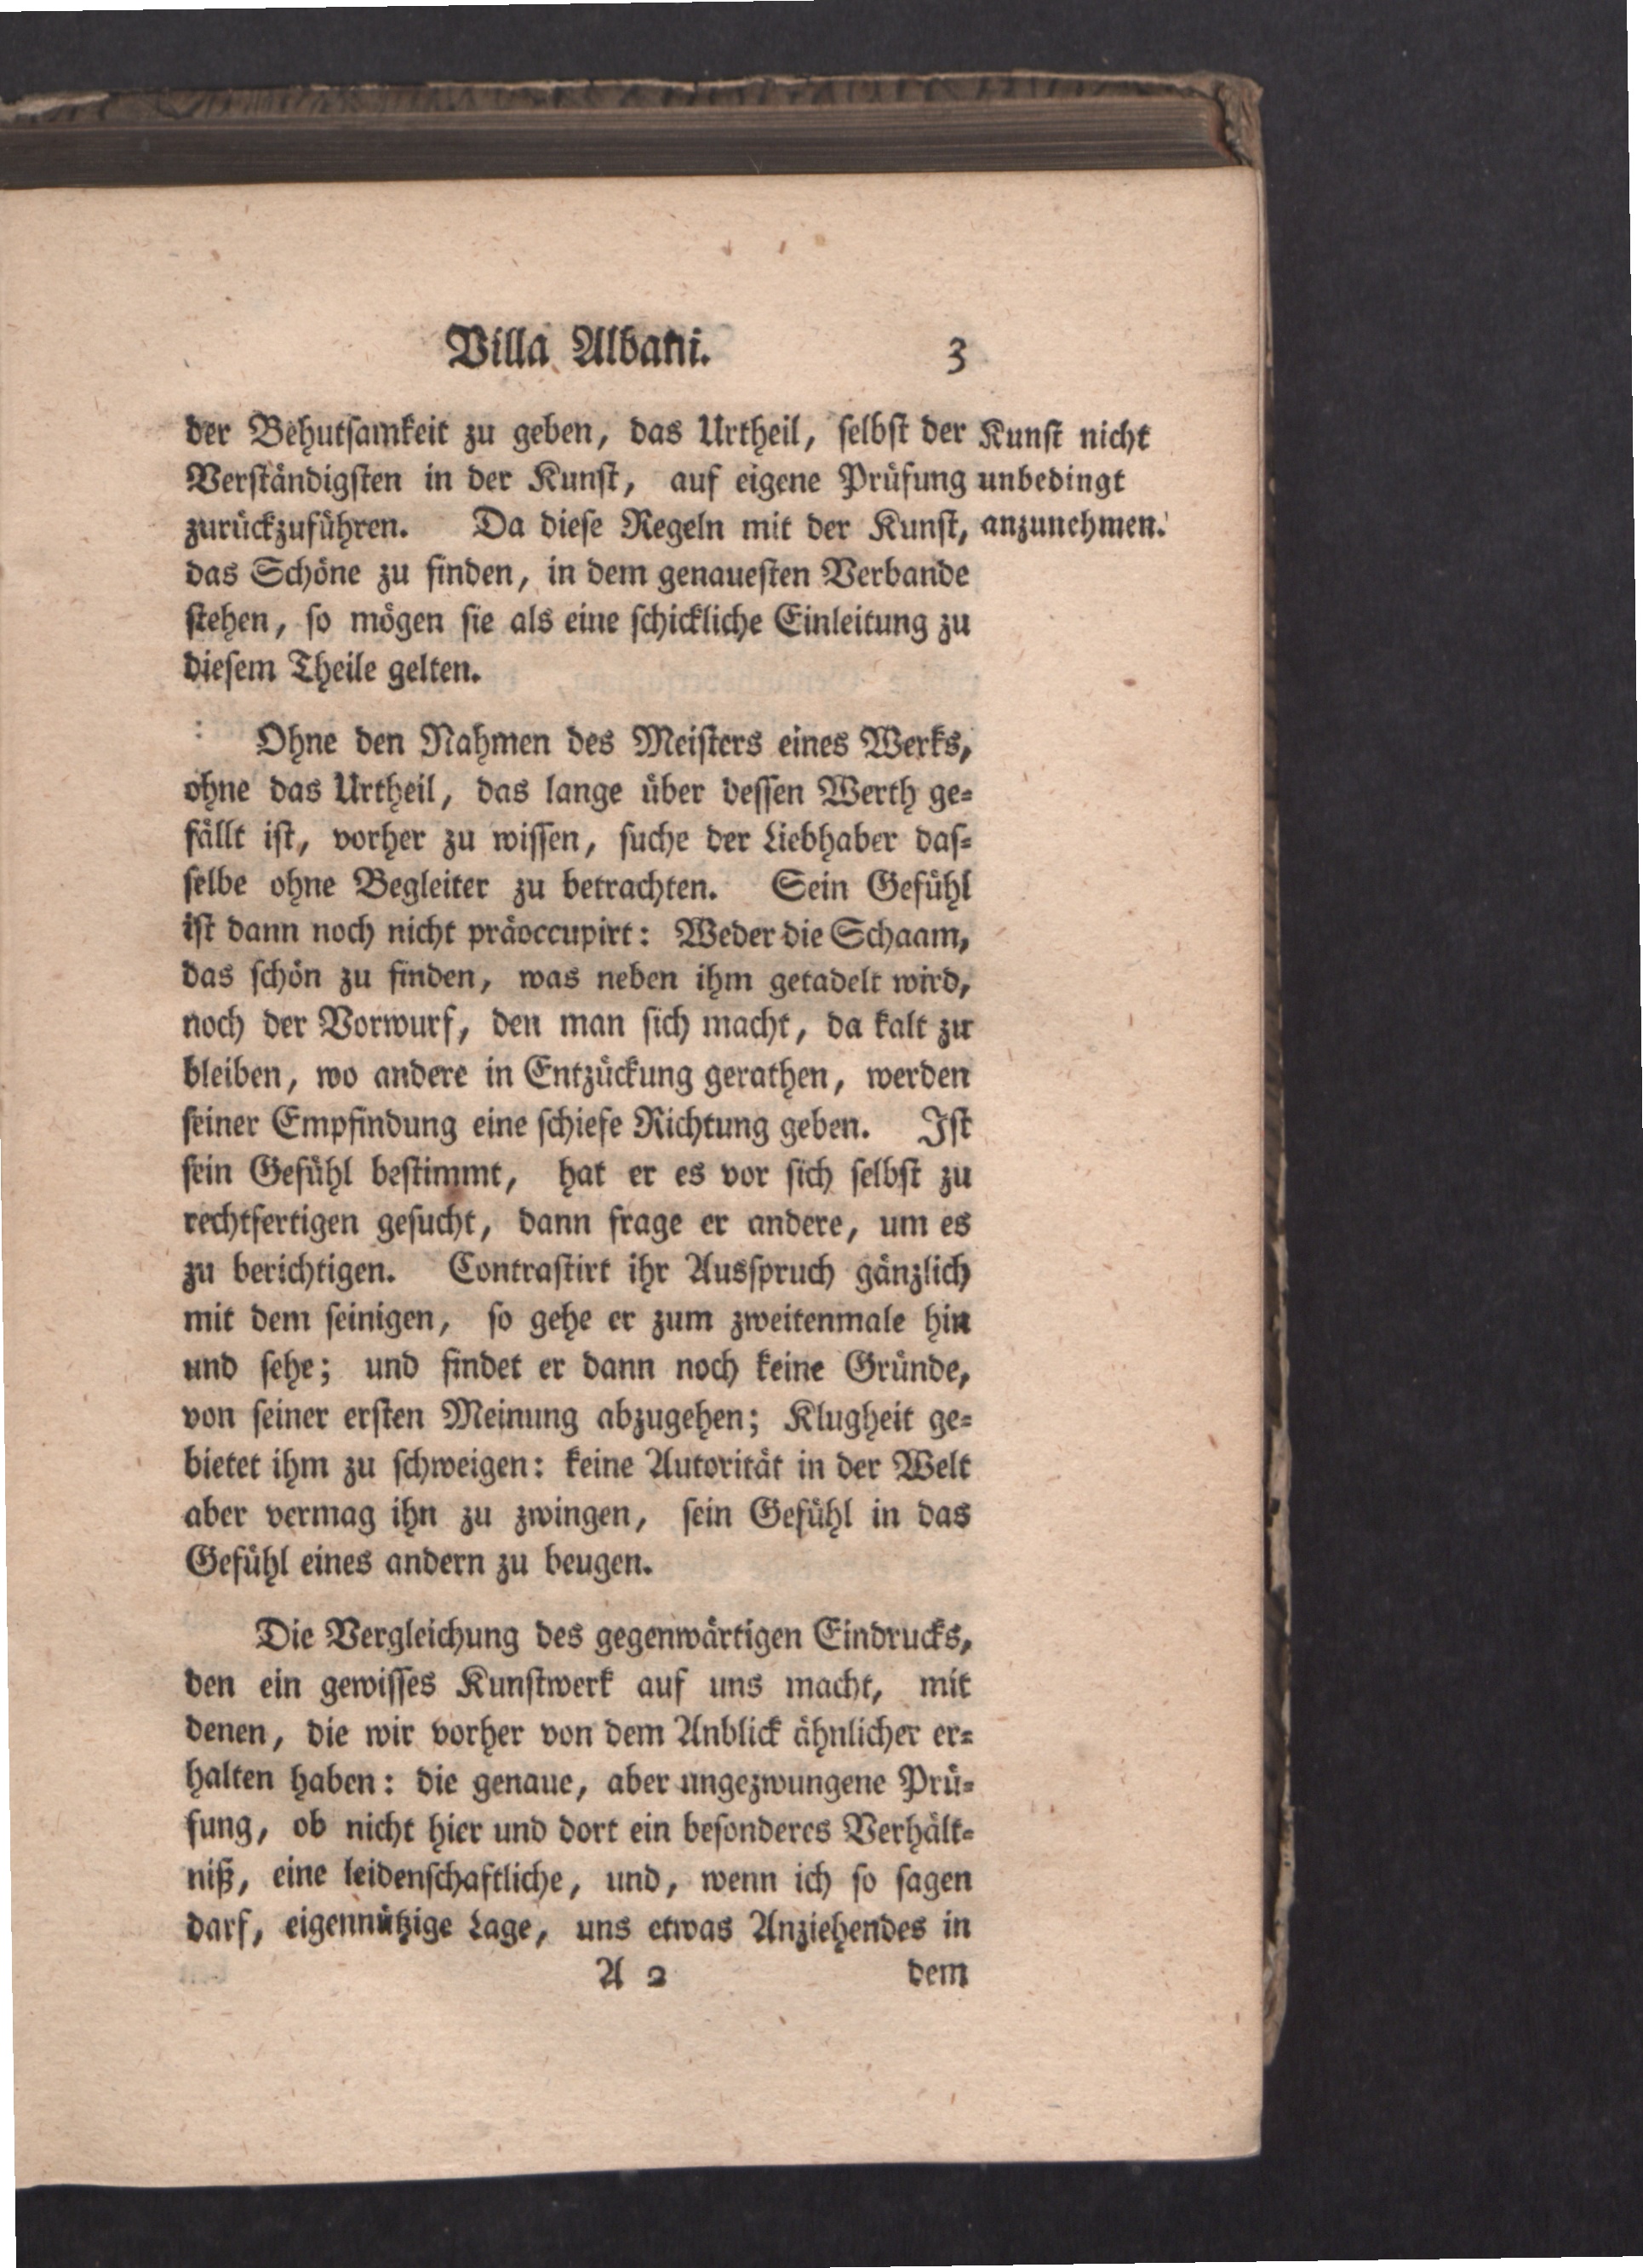 Villa Albani. 3
der Behutsamkeit zu geben, das Urtheil, selbst der
Verständigsten in der Kunst, auf eigene Prüfung
zurückzuführen. Da diese Regeln mit der Kunst,
das Schöne zu finden, in dem genauesten Verbande
stehen, so mögen sie als eine schickliche Einleitung zu
diesem Theile gelten.
Kunst nicht
unbedingt
anzunehmen.
Ohne den Nahmen des Meisters eines Werks,
ohne das Urtheil, das lange über dessen Werth ge-
fällt ist, vorher zu wissen, suche der Liebhaber das-
selbe ohne Begleiter zu betrachten. Sein Gefühl
ist dann noch nicht präoccupirt: Weder die Schaam,
das schön zu finden, was neben ihm getadelt wird,
noch der Vorwurf, den man sich macht, da kalt zu
bleiben, wo andere in Entzückung gerathen, werden
seiner Empfindung eine schiefe Richtung geben. Ist
sein Gefühl bestimmt, hat er es vor sich selbst zu
rechtfertigen gesucht, dann frage er andere, um es
zu berichtigen. Contrastirt ihr Ausspruch gänzlich
mit dem seinigen, so gehe er zum zweitenmale hin
und sehe; und findet er dann noch keine Gründe,
von seiner ersten Meinung abzugehen; Klugheit ge-
bietet ihm zu schweigen: keine Autorität in der Welt
aber vermag ihn zu zwingen, sein Gefühl in das
Gefühl eines andern zu beugen.
Die Vergleichung des gegenwärtigen Eindrucks,
den ein gewisses Kunstwerk auf uns macht, mit
denen, die wir vorher von dem Anblick ähnlicher er-
halten haben: die genaue, aber ungezwungene Prü-
fung, ob nicht hier und dort ein besonderes Verhält-
niß, eine leidenschaftliche, und, wenn ich so sagen
darf, eigennützige Lage, uns etwas Anziehendes in
A 2 dem